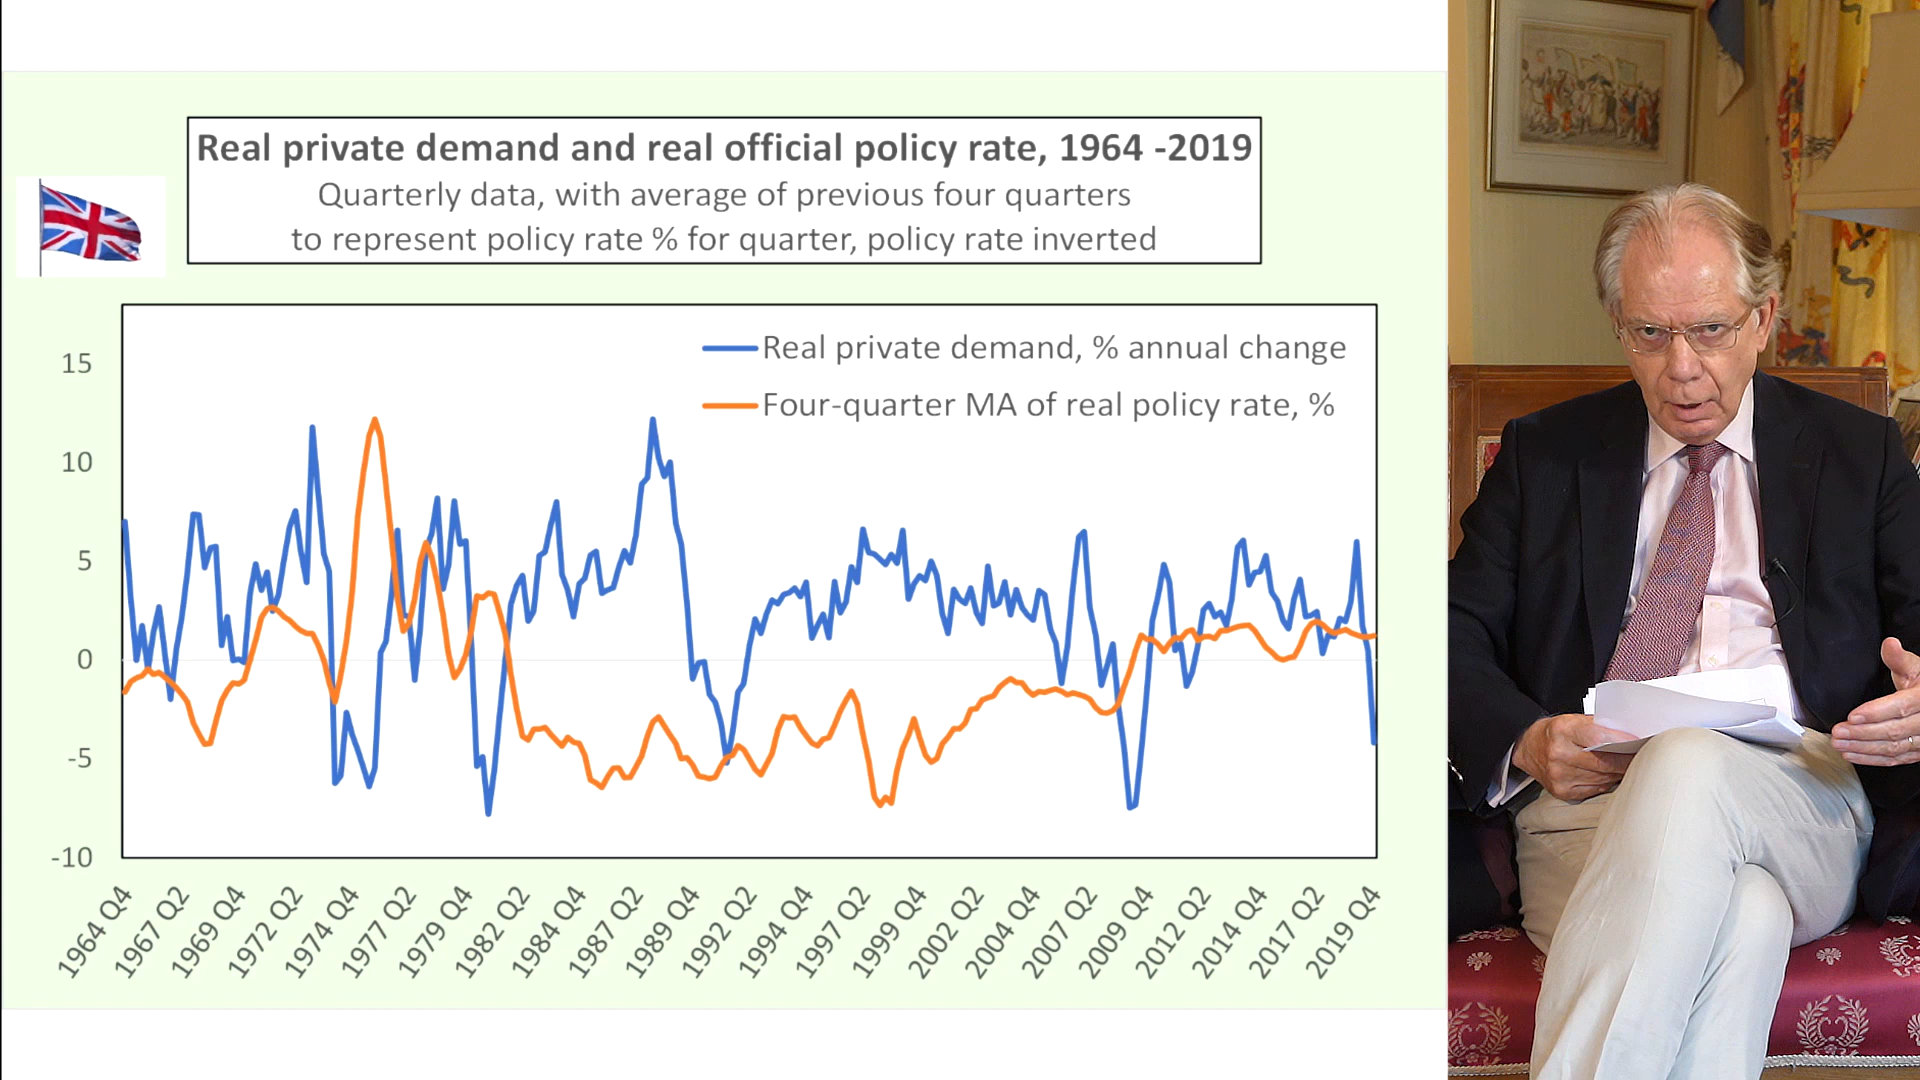 Real private demand and real official policy rate, 1964 -2019
Quarterly data, with average of previous four quarters
to represent policy rate % for quarter, policy rate inverted
Real private demand, % annual change
Four-quarter MA of real policy rate, %
15
10
5
0
-5
-10
1964 Q4
1967 Q2
1969 Q4
1972 Q2
1974 Q4
1977 Q2
1979 Q4
1982 Q2
1984 Q4
1987 Q2
1989 Q4
1992 Q2
1994 Q4
1997 Q2
1999 Q4
2002 Q2
2004 Q4
2007 Q2
2009 Q4
2012 Q2
2014 Q4
2017 Q2
2019 Q4